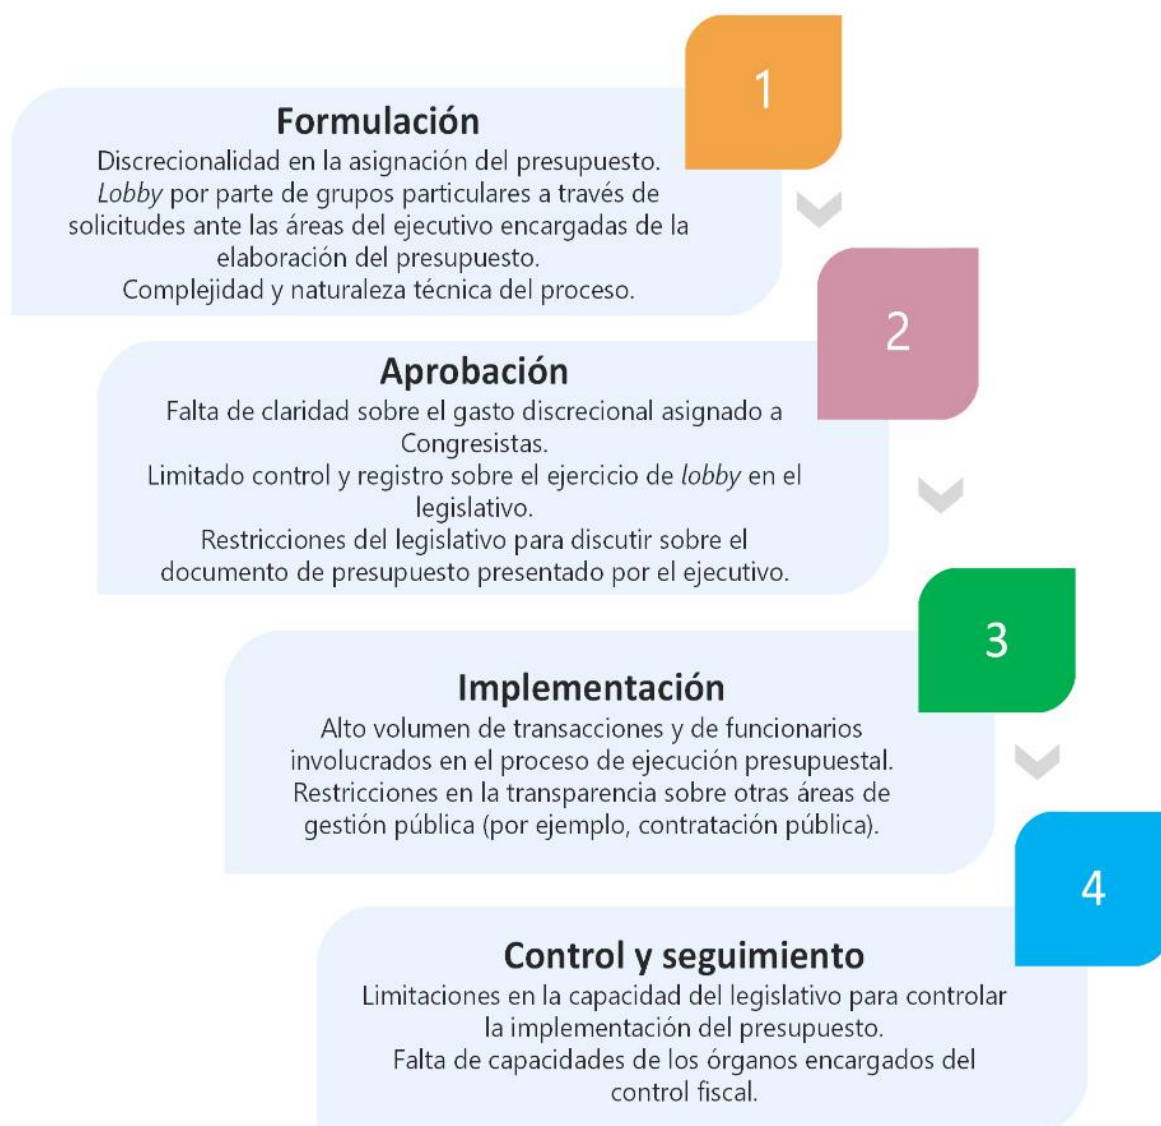 1
Formulación
Discrecionalidad en la asignación del presupuesto.
Lobby por parte de grupos particulares a través de
solicitudes ante las áreas del ejecutivo encargadas de la
elaboración del presupuesto.
Complejidad y naturaleza técnica del proceso.
2
Aprobación
Falta de claridad sobre el gasto discrecional asignado a
Congresistas.
Limitado control y registro sobre el ejercicio de lobby en el
legislativo.
Restricciones del legislativo para discutir sobre el
documento de presupuesto presentado por el ejecutivo.
3
Implementación
Alto volumen de transacciones y de funcionarios
involucrados en el proceso de ejecución presupuestal.
Restricciones en la transparencia sobre otras áreas de
gestión pública (por ejemplo, contratación pública).
4
Control y seguimiento
Limitaciones en la capacidad del legislativo para controlar
la implementación del presupuesto.
Falta de capacidades de los órganos encargados del
control fiscal.